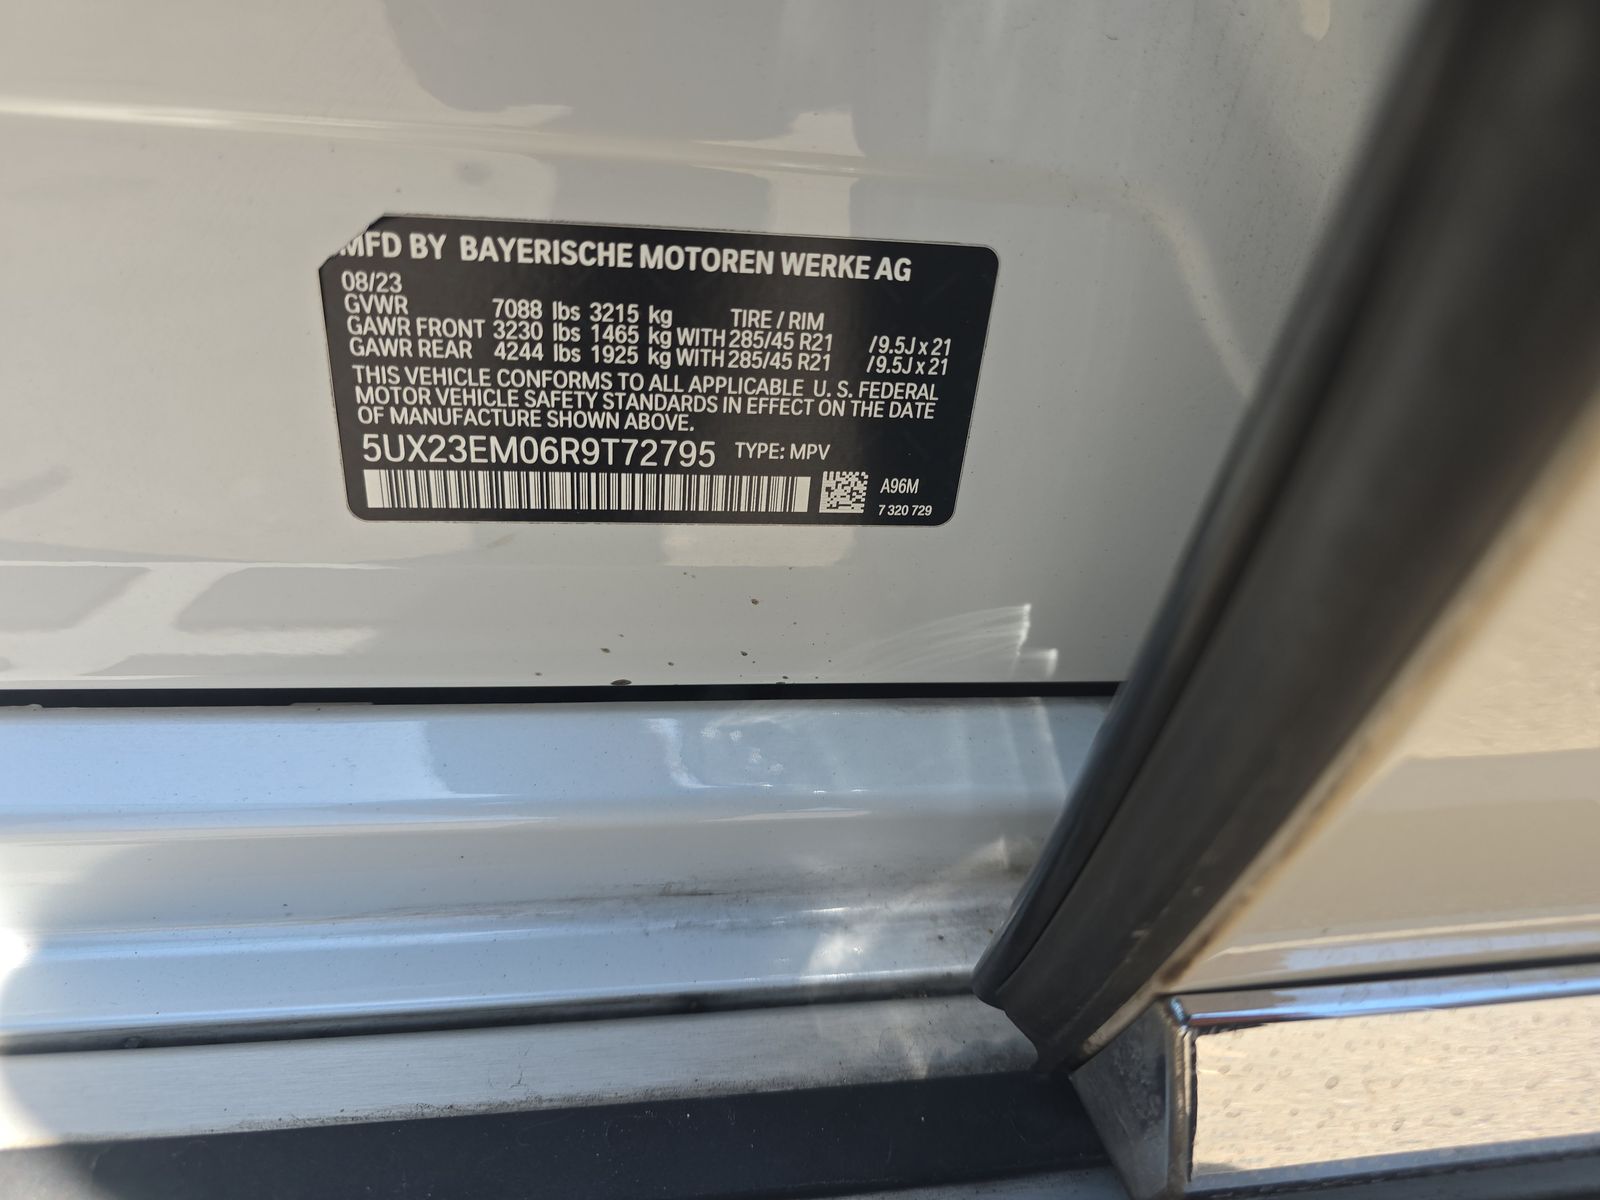 MFD BY BAYERISCHE MOTOREN WERKE AG
08/23
GVWR 7088 lbs 3215 kg TIRE / RIM
GAWR FRONT 3230 lbs 1465 kg WITH 285/45 R21 /9.5J x 21
GAWR REAR 4244 lbs 1925 kg WITH 285/45 R21 /9.5J x 21
THIS VEHICLE CONFORMS TO ALL APPLICABLE U. S. FEDERAL
MOTOR VEHICLE SAFETY STANDARDS IN EFFECT ON THE DATE
OF MANUFACTURE SHOWN ABOVE.
5UX23EM06R9T72795 TYPE: MPV
A96M
7 320 729